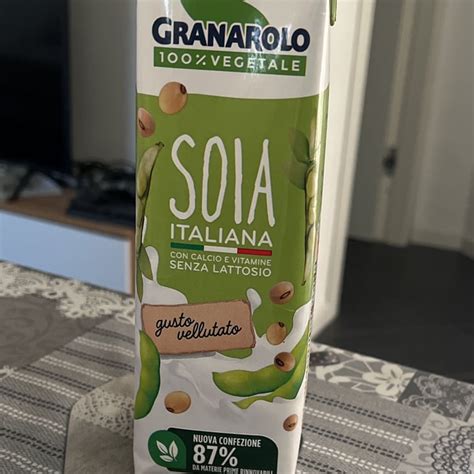 GRANAROLO
100% VEGETALE
SOIA
ITALIANA
CON CALCIO E VITAMINE
SENZA LATTOSIO
gusto
vellutato
NUOVA CONFEZIONE
87%
DA MATERIE PRIME RINNOVABILI